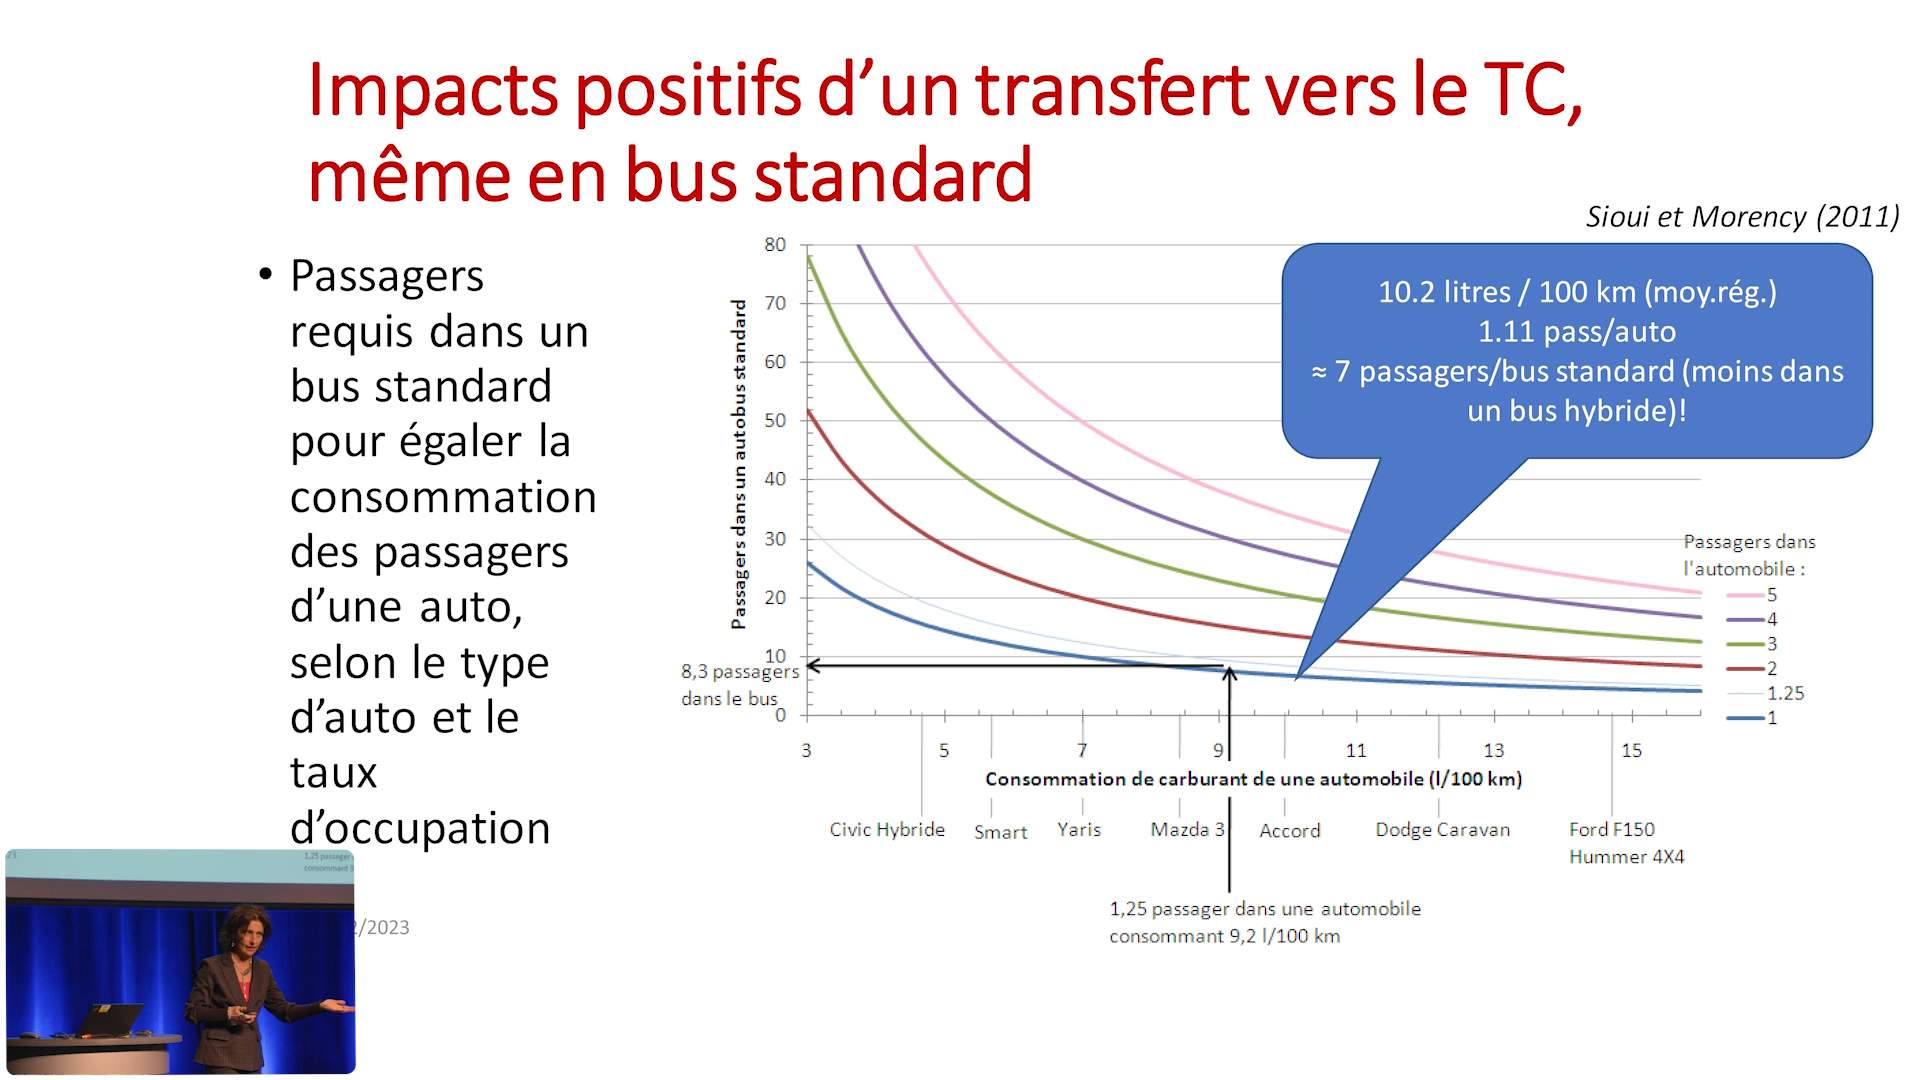 Impacts positifs d’un transfert vers le TC,
même en bus standard
Sioui et Morency (2011)
• Passagers
requis dans un
bus standard
pour égaler la
consommation
des passagers
d’une auto,
selon le type
d’auto et le
taux
d’occupation
10.2 litres / 100 km (moy.rég.)
1.11 pass/auto
≈ 7 passagers/bus standard (moins dans
un bus hybride)!
Passagers dans un autobus standard
80
70
60
50
40
30
20
10
0
8,3 passagers
dans le bus
3 5 7 9 11 13 15
Consommation de carburant de une automobile (l/100 km)
Civic Hybride Smart Yaris Mazda 3 Accord Dodge Caravan Ford F150
Hummer 4X4
1,25 passager dans une automobile
consommant 9,2 l/100 km
Passagers dans
l'automobile :
5
4
3
2
1.25
1
2/2023
23
1,25 passager
consommant 9